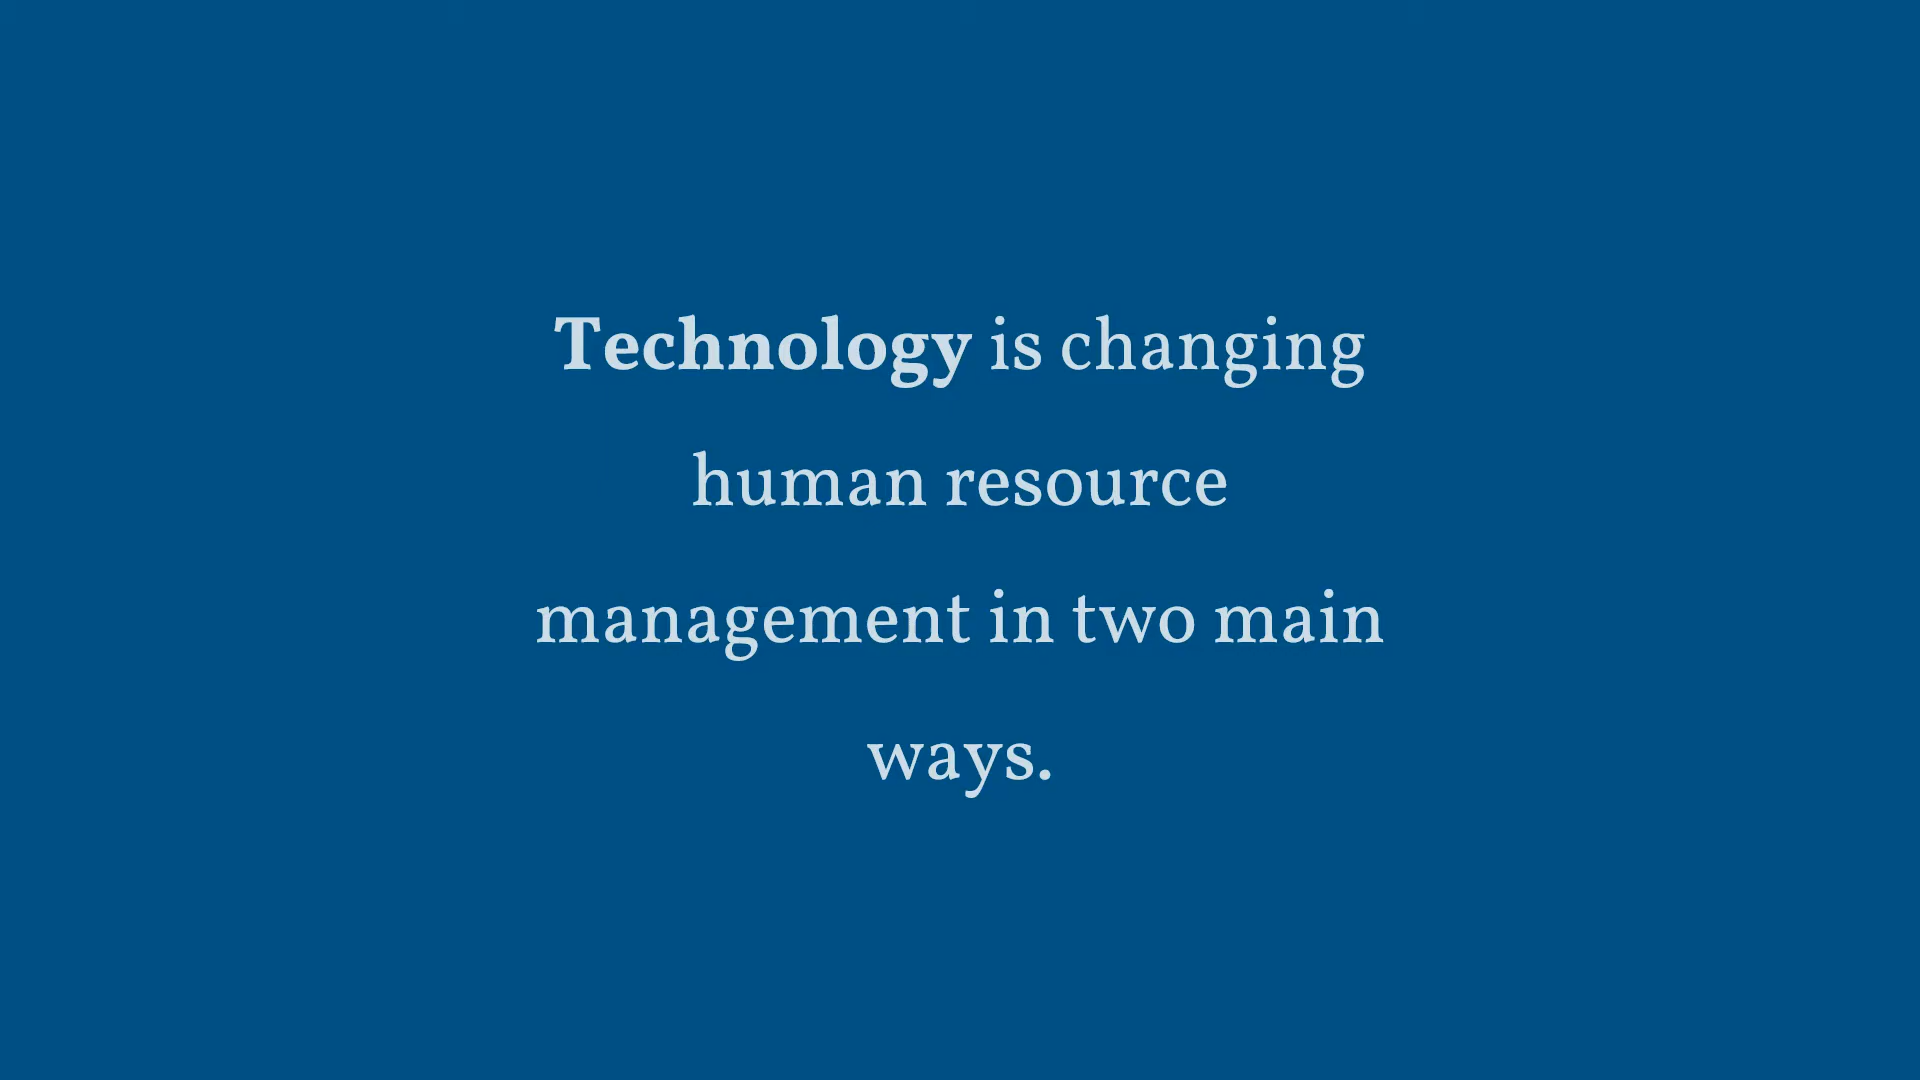 Technology is changing
human resource
management in two main
ways.